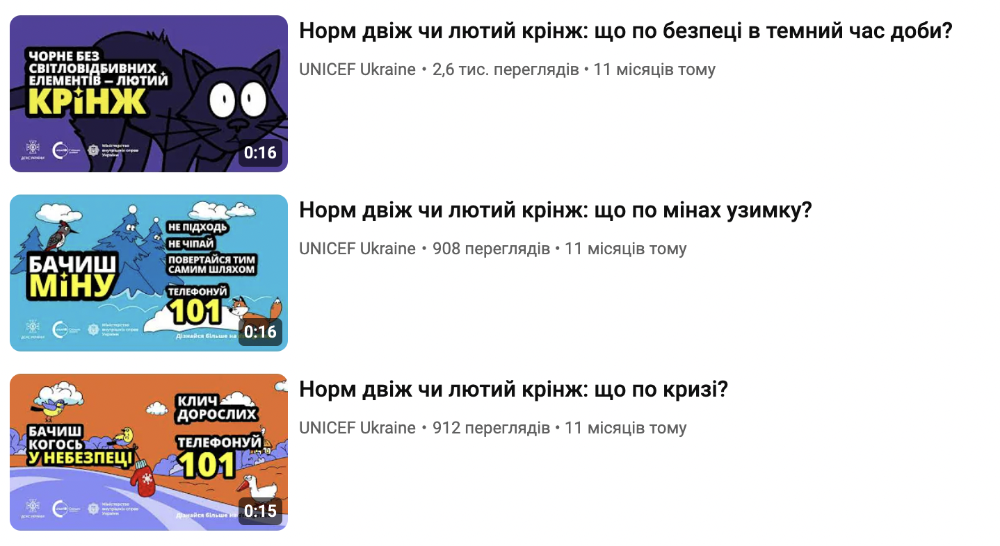 ЧОРНЕ БЕЗ
СВІТЛОВІДБИВНИХ
ЕЛЕМЕНТІВ – ЛЮТИЙ
КРіНЖ
ДСНС УКРАЇНИ
Міністерство
внутрішніх справ
України
0:16
Норм двіж чи лютий крінж: що по безпеці в темний час доби?
UNICEF Ukraine • 2,6 тис. переглядів • 11 місяців тому
БАЧИШ
МіНУ
НЕ ПІДХОДЬ
НЕ ЧІПАЙ
ПОВЕРТАЙСЯ ТИМ
САМИМ ШЛЯХОМ
ТЕЛЕФОНУЙ
101
ДСНС УКРАЇНИ
Міністерство
внутрішніх справ
України
Дізнайся більше на
0:16
Норм двіж чи лютий крінж: що по мінах узимку?
UNICEF Ukraine • 908 переглядів • 11 місяців тому
БАЧИШ
КОГОСЬ
У НЕБЕЗПЕЦІ
КЛИЧ
ДОРОСЛИХ
ТЕЛЕФОНУЙ
101
ДСНС УКРАЇНИ
Міністерство
внутрішніх справ
України
Дізнайся більше на
0:15
Норм двіж чи лютий крінж: що по кризі?
UNICEF Ukraine • 912 переглядів • 11 місяців тому